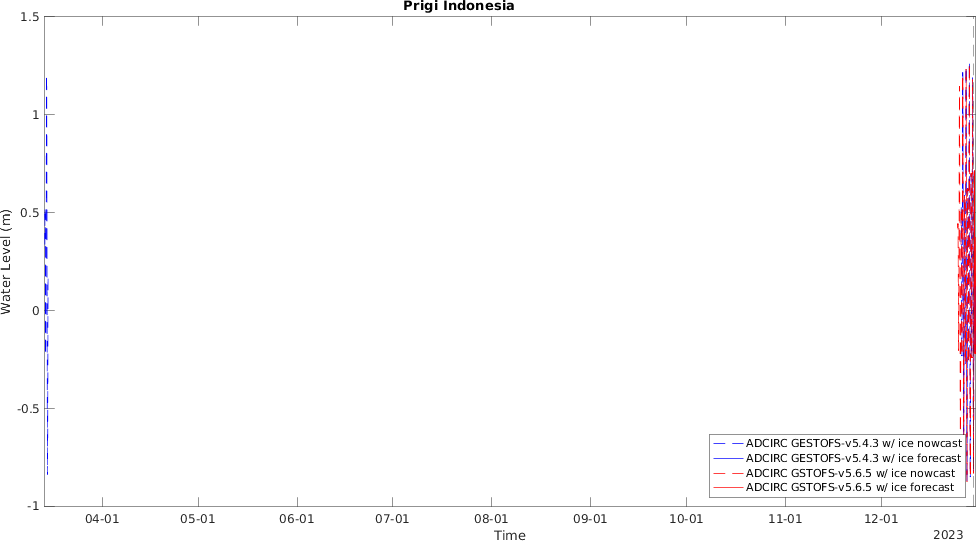 Prigi Indonesia
1.5
1
0.5
0
-0.5
-1
Water Level (m)
ADCIRC GESTOFS-v5.4.3 w/ ice nowcast
ADCIRC GESTOFS-v5.4.3 w/ ice forecast
ADCIRC GSTOFS-v5.6.5 w/ ice nowcast
ADCIRC GSTOFS-v5.6.5 w/ ice forecast
04-01 05-01 06-01 07-01 08-01 09-01 10-01 11-01 12-01
Time
2023